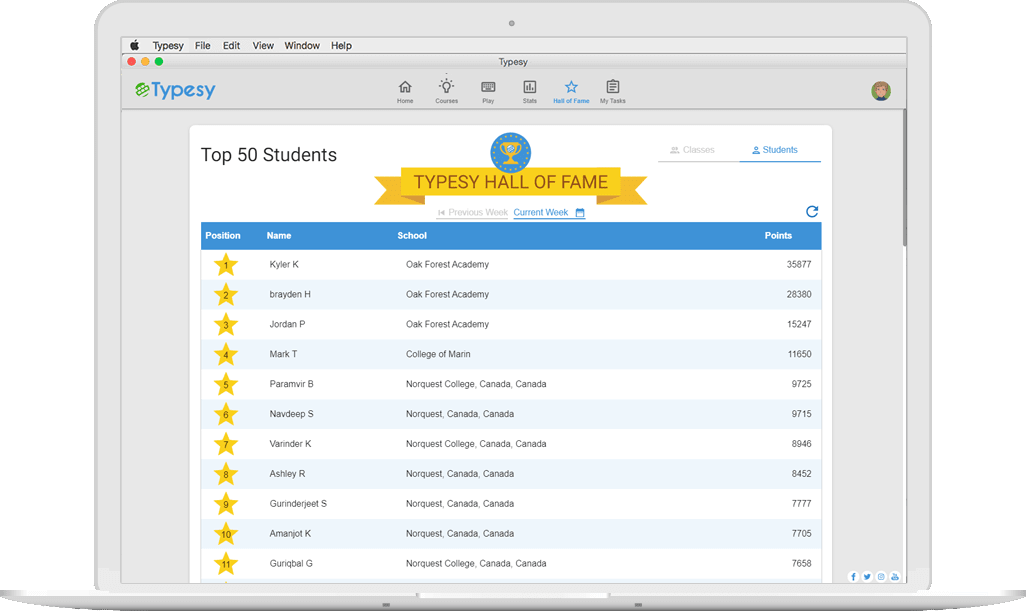 Typesy File Edit View Window Help
Typesy
Typesy
Home Courses Play Stats Hall of Fame My Tasks
Top 50 Students
Classes Students
TYPESY HALL OF FAME
Previous Week Current Week
Position Name School Points
1 Kyler K Oak Forest Academy 35877
2 brayden H Oak Forest Academy 28380
3 Jordan P Oak Forest Academy 15247
4 Mark T College of Marin 11650
5 Paramvir B Norquest College, Canada, Canada 9725
6 Navdeep S Norquest, Canada, Canada 9715
7 Varinder K Norquest College, Canada, Canada 8946
8 Ashley R Norquest, Canada, Canada 8452
9 Gurinderjeet S Norquest, Canada, Canada 7777
10 Amanjot K Norquest, Canada, Canada 7705
11 Guriqbal G Norquest College, Canada, Canada 7658